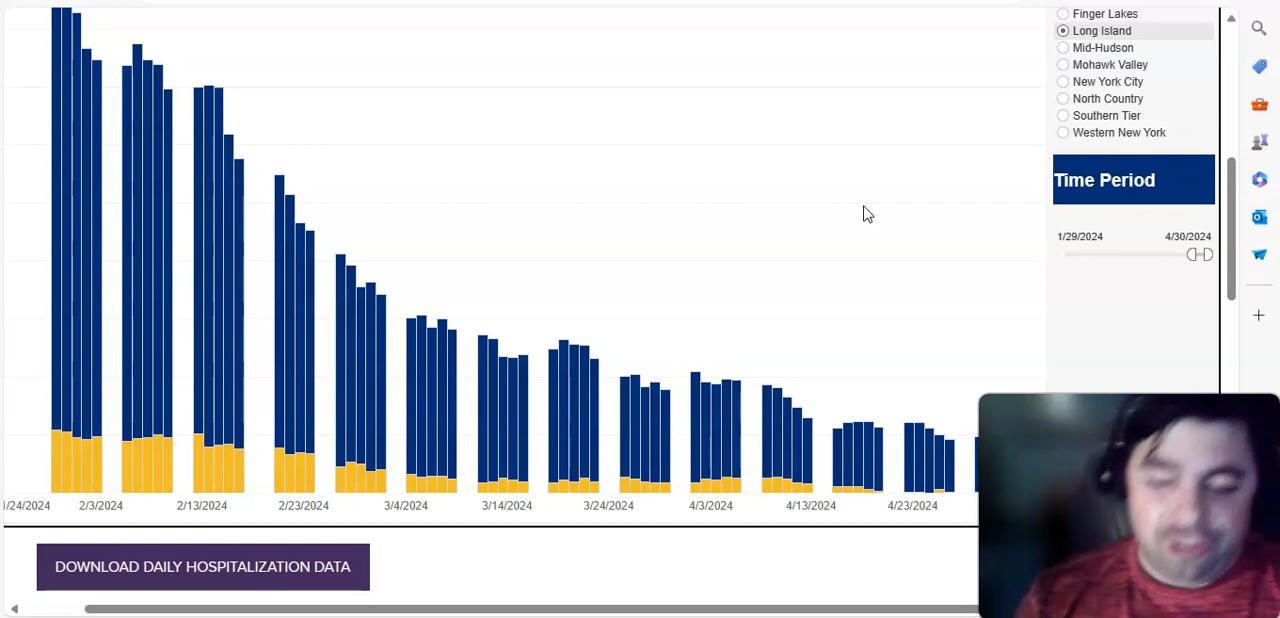 Finger Lakes
Long Island
Mid-Hudson
Mohawk Valley
New York City
North Country
Southern Tier
Western New York
Time Period
1/29/2024 4/30/2024
/24/2024 2/3/2024 2/13/2024 2/23/2024 3/4/2024 3/14/2024 3/24/2024 4/3/2024 4/13/2024 4/23/2024
DOWNLOAD DAILY HOSPITALIZATION DATA